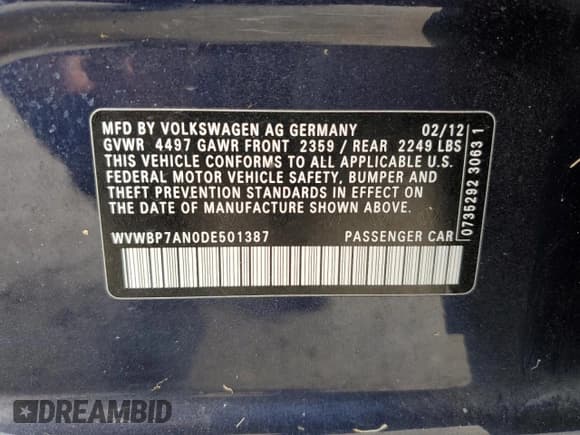 MFD BY VOLKSWAGEN AG GERMANY 02/12
GVWR 4497 GAWR FRONT 2359 / REAR 2249 LBS
THIS VEHICLE CONFORMS TO ALL APPLICABLE U.S.
FEDERAL MOTOR VEHICLE SAFETY, BUMPER AND
THEFT PREVENTION STANDARDS IN EFFECT ON
THE DATE OF MANUFACTURE SHOWN ABOVE.
WVWBP7AN0DE501387 PASSENGER CAR
0735292 3063 1
DREAMBID